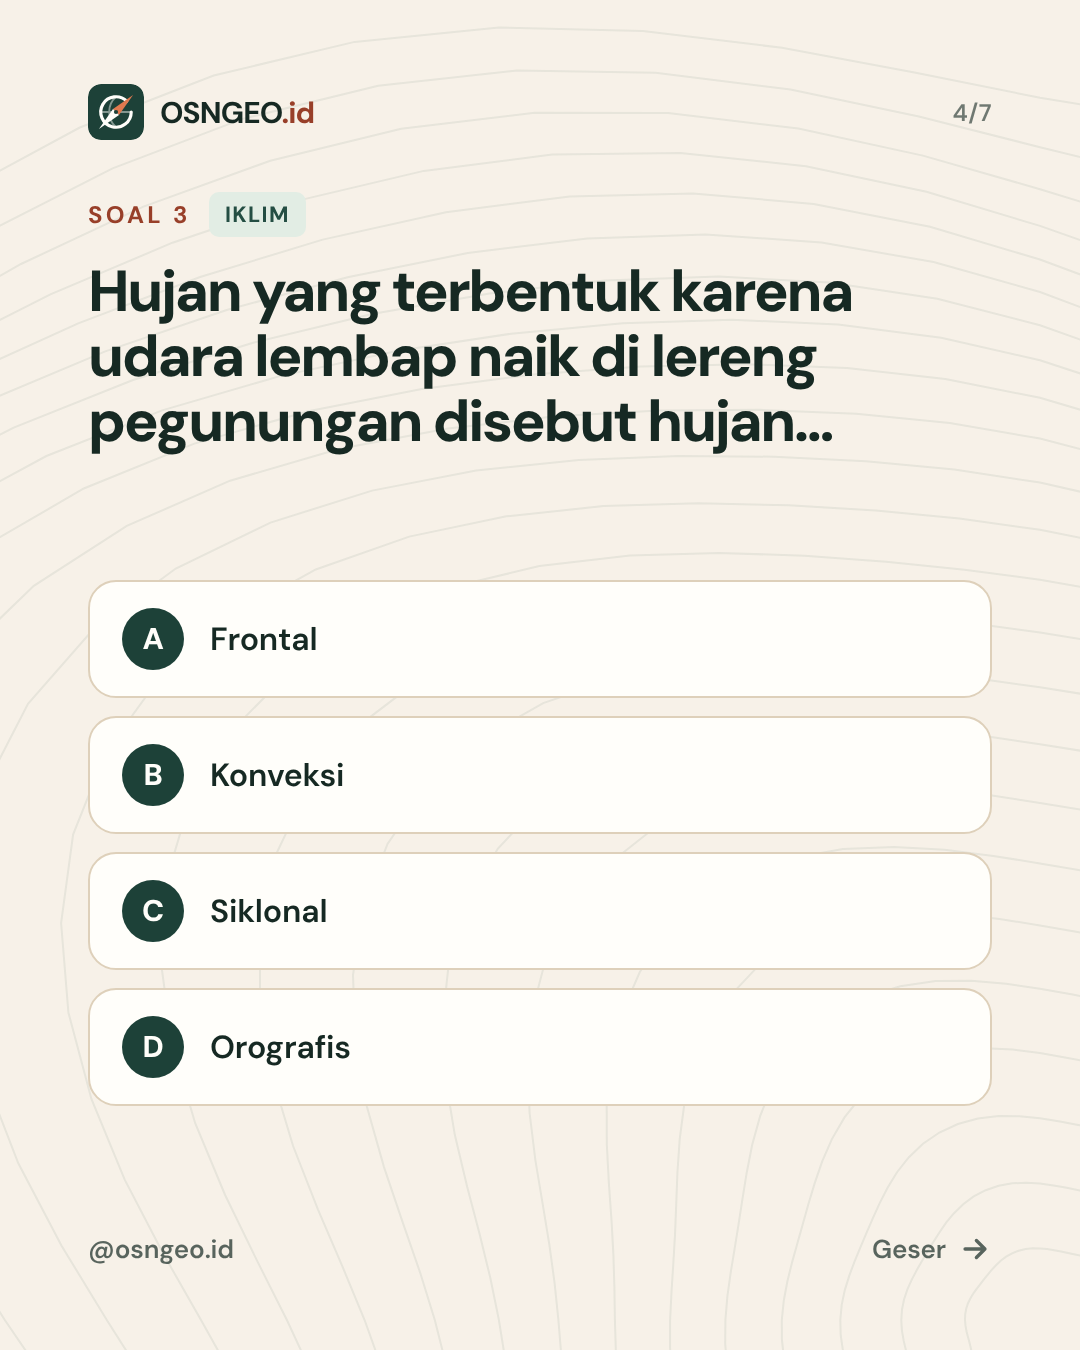 OSNGEO.id
4/7
SOAL 3 IKLIM
Hujan yang terbentuk karena
udara lembap naik di lereng
pegunungan disebut hujan...
A Frontal
B Konveksi
C Siklonal
D Orografis
@osngeo.id
Geser →